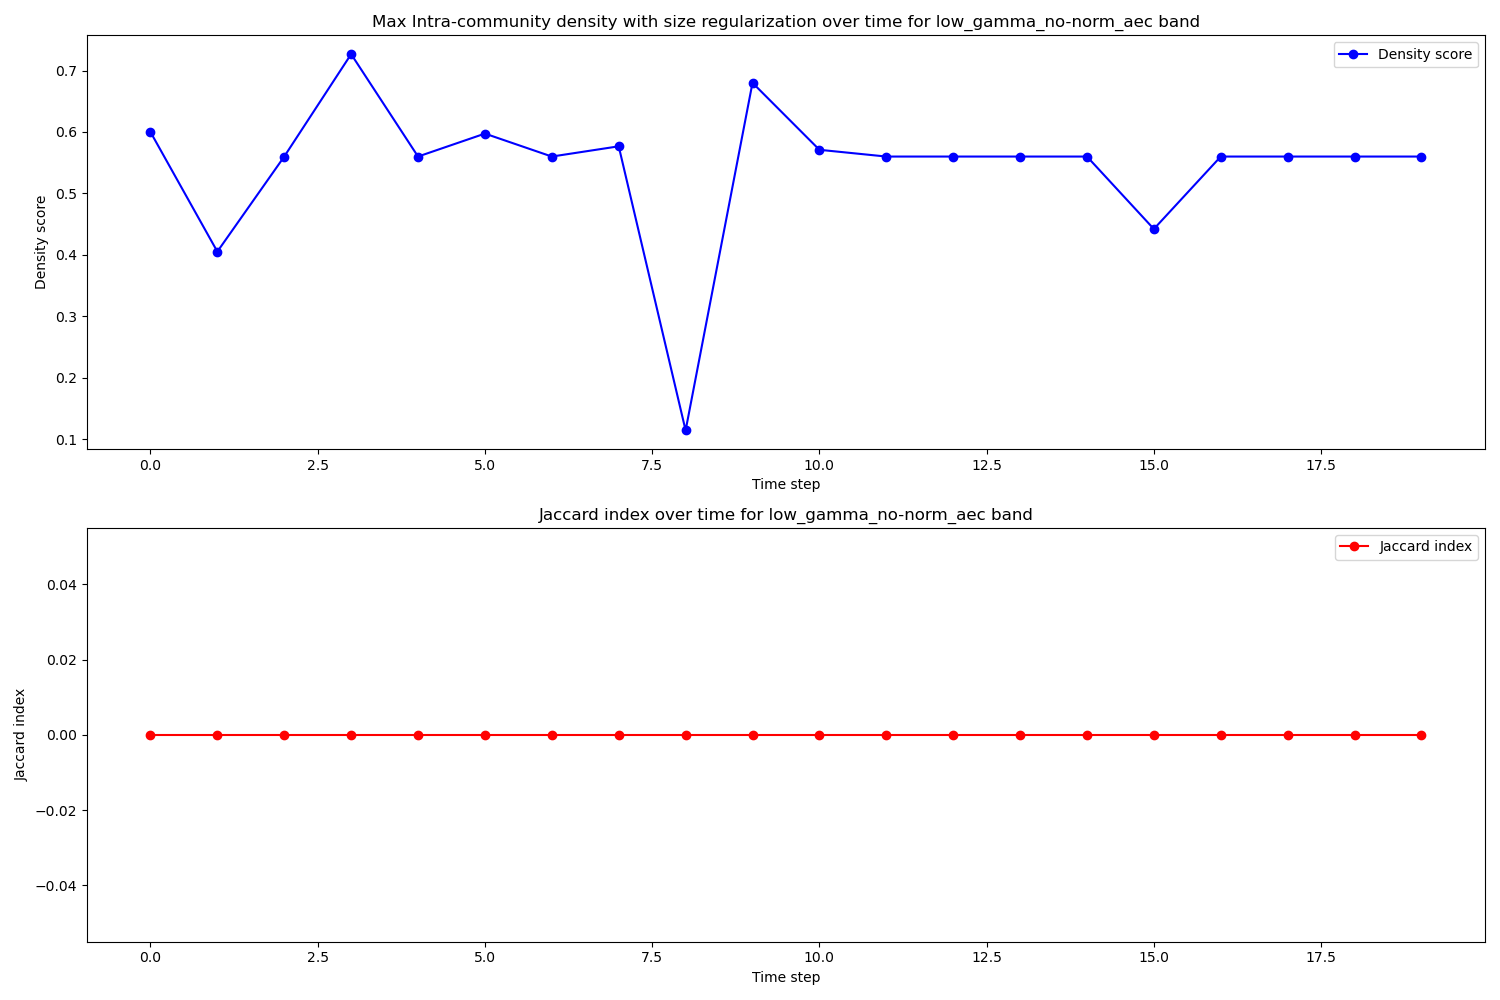 Max Intra-community density with size regularization over time for low_gamma_no-norm_aec band
Density score
0.7
0.6
0.5
0.4
0.3
0.2
0.1
Density score
0.0 2.5 5.0 7.5 10.0 12.5 15.0 17.5
Time step
Jaccard index over time for low_gamma_no-norm_aec band
Jaccard index
0.04
0.02
0.00
−0.02
−0.04
Jaccard index
0.0 2.5 5.0 7.5 10.0 12.5 15.0 17.5
Time step